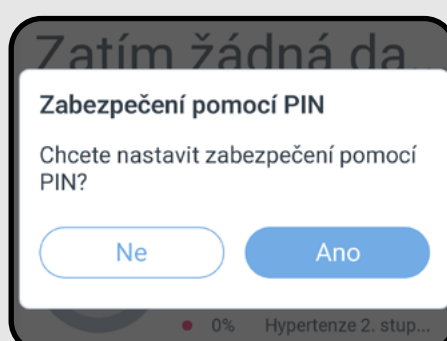 Zatím žádná da...
Zabezpečení pomocí PIN
Chcete nastavit zabezpečení pomocí
PIN?
Ne Ano
0% Hypertenze 2. stup...